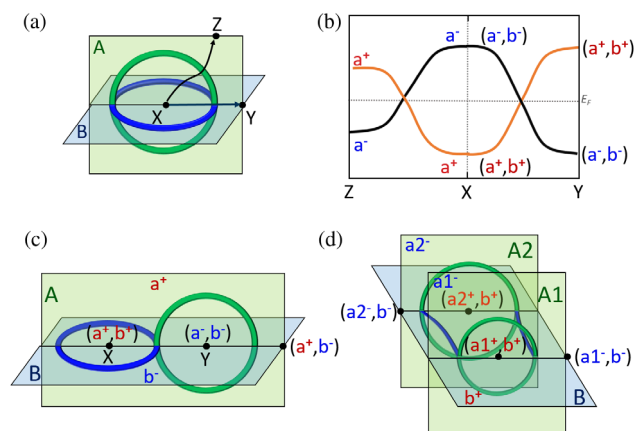 (a)
Z
A
X
Y
B
(b)
a⁻
(a⁻,b⁻)
(a⁺,b⁺)
a⁺
E_F
a⁻
a⁺
(a⁺,b⁺)
(a⁻,b⁻)
Z
X
Y
(c)
A
a⁺
(a⁺,b⁺)
(a⁻,b⁻)
X
Y
(a⁺,b⁻)
B
b⁻
(d)
a2⁻
A2
a1⁻
A1
(a2⁺,b⁺)
(a2⁻,b⁻)
(a1⁺,b⁺)
(a1⁻,b⁻)
b⁺
B